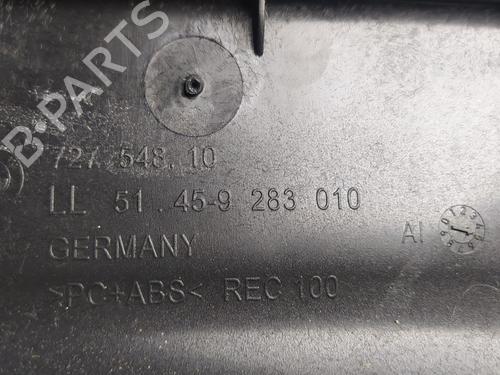 B-PARTS
727 548.10
LL 51.45-9 283 010
GERMANY
AI
>PC+ABS< REC 100